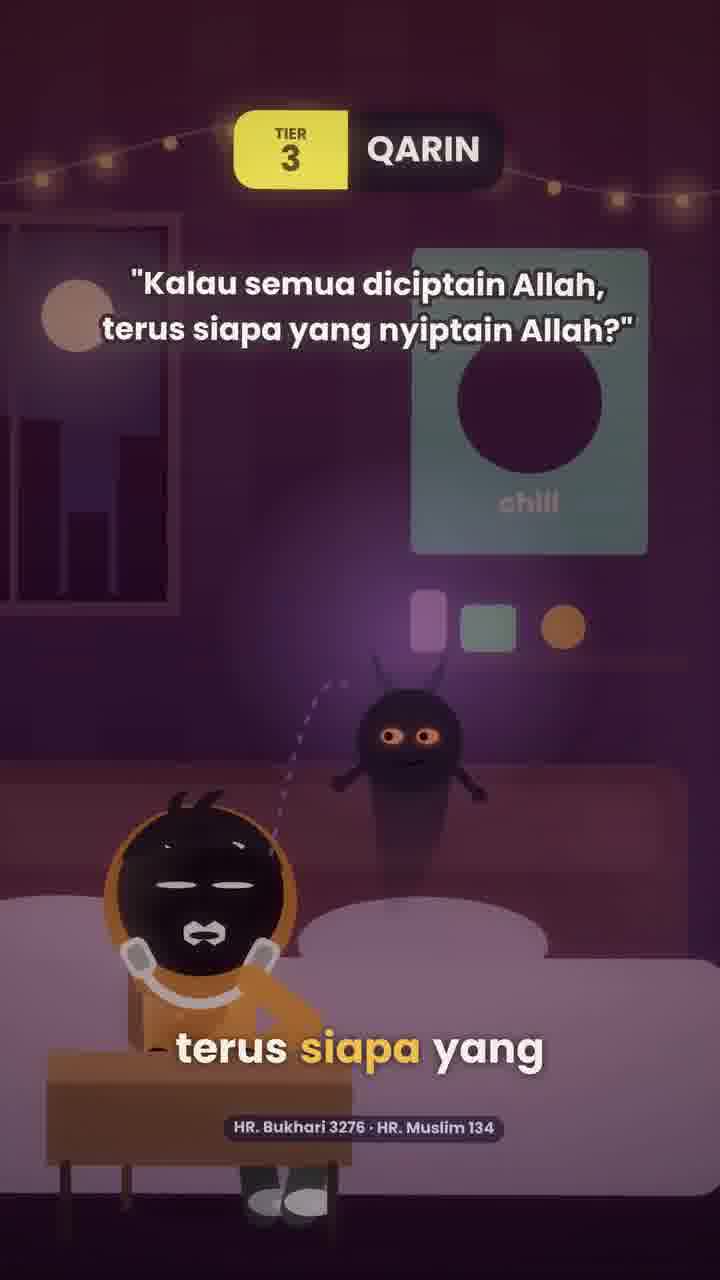 TIER
3
QARIN
"Kalau semua diciptain Allah,
terus siapa yang nyiptain Allah?"
chill
terus siapa yang
HR. Bukhari 3276 · HR. Muslim 134